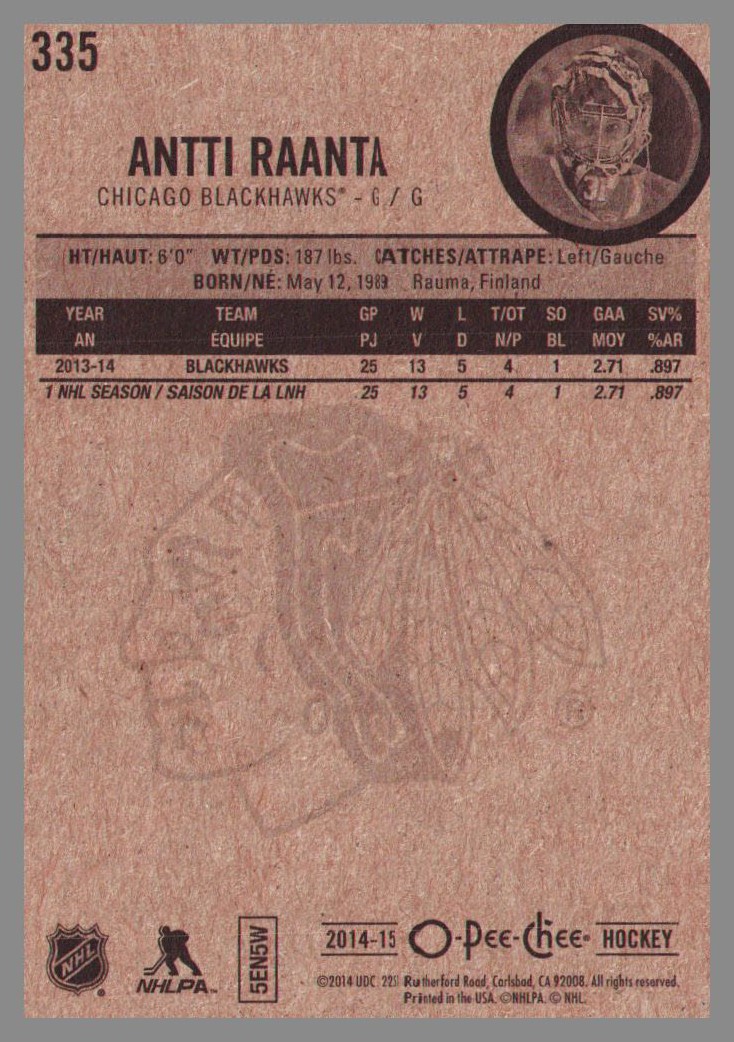 335
31
ANTTI RAANTA
CHICAGO BLACKHAWKS® - G / G
HT/HAUT: 6'0" WT/PDS: 187 lbs. CATCHES/ATTRAPE: Left/Gauche
BORN/NÉ: May 12, 1989 Rauma, Finland
YEAR TEAM GP W L T/OT SO GAA SV%
AN ÉQUIPE PJ V D N/P BL MOY %AR
2013-14 BLACKHAWKS 25 13 5 4 1 2.71 .897
1 NHL SEASON / SAISON DE LA LNH 25 13 5 4 1 2.71 .897
®
NHL ®
NHLPA™
5EN5W
2014-15 O-Pee-Chee® HOCKEY
©2014 UDC 2251 Rutherford Road, Carlsbad, CA 92008. All rights reserved.
Printed in the USA. ©NHLPA. © NHL.